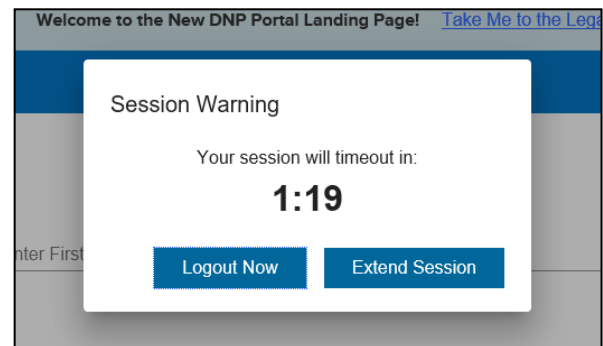 Welcome to the New DNP Portal Landing Page! Take Me to the Lega
Session Warning
Your session will timeout in:
1:19
nter First
Logout Now Extend Session